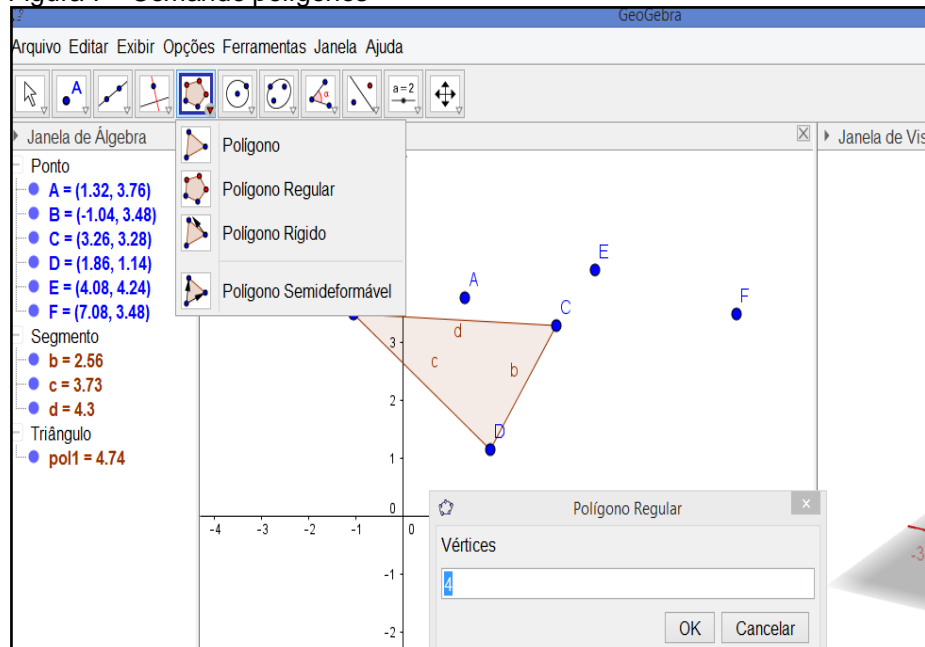 GeoGebra
Arquivo Editar Exibir Opções Ferramentas Janela Ajuda
A
α
a=2
Janela de Álgebra
Janela de Vis
Ponto
A = (1.32, 3.76)
B = (-1.04, 3.48)
C = (3.26, 3.28)
D = (1.86, 1.14)
E = (4.08, 4.24)
F = (7.08, 3.48)
Segmento
b = 2.56
c = 3.73
d = 4.3
Triângulo
pol1 = 4.74
Polígono
Polígono Regular
Polígono Rígido
Polígono Semideformável
E
A
C
F
d
3
c
b
2
D
1
0
-4 -3 -2 -1 0
-1
-2
Polígono Regular
x
Vértices
4
OK Cancelar
-3